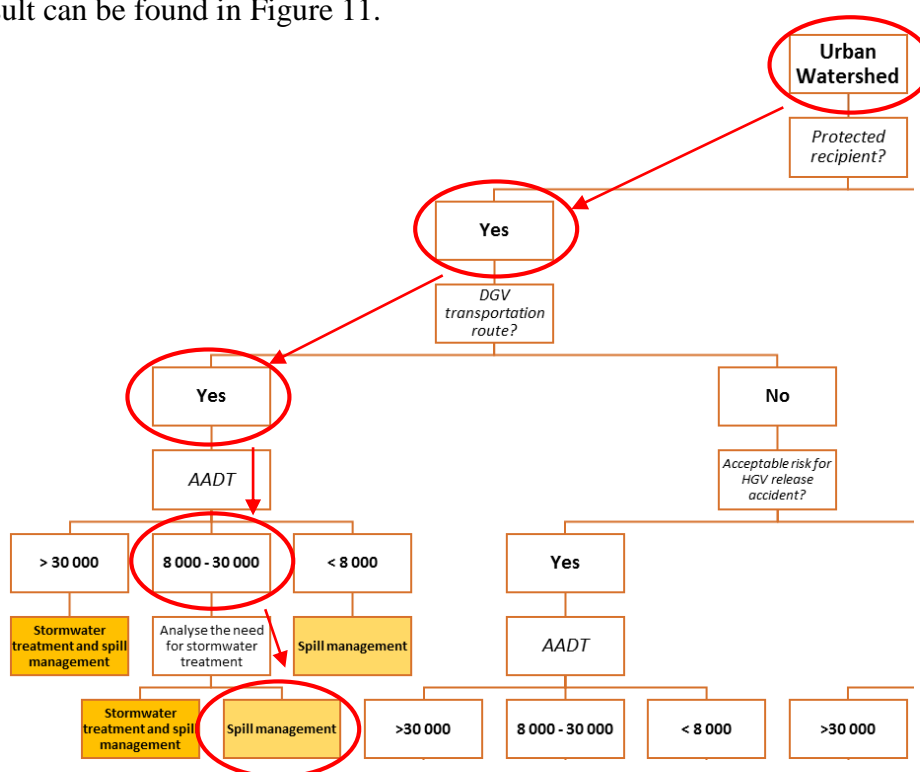 sult can be found in Figure 11.
Urban
Watershed
Protected
recipient?
Yes
DGV
transportation
route?
Yes
No
AADT
Acceptable risk for
HGV release
accident?
> 30 000
8 000 - 30 000
< 8 000
Yes
Stormwater
treatment and spill
management
Analyse the need
for stormwater
treatment
Spill management
AADT
Stormwater
treatment and spill
management
Spill management
>30 000
8 000 - 30 000
< 8 000
>30 000